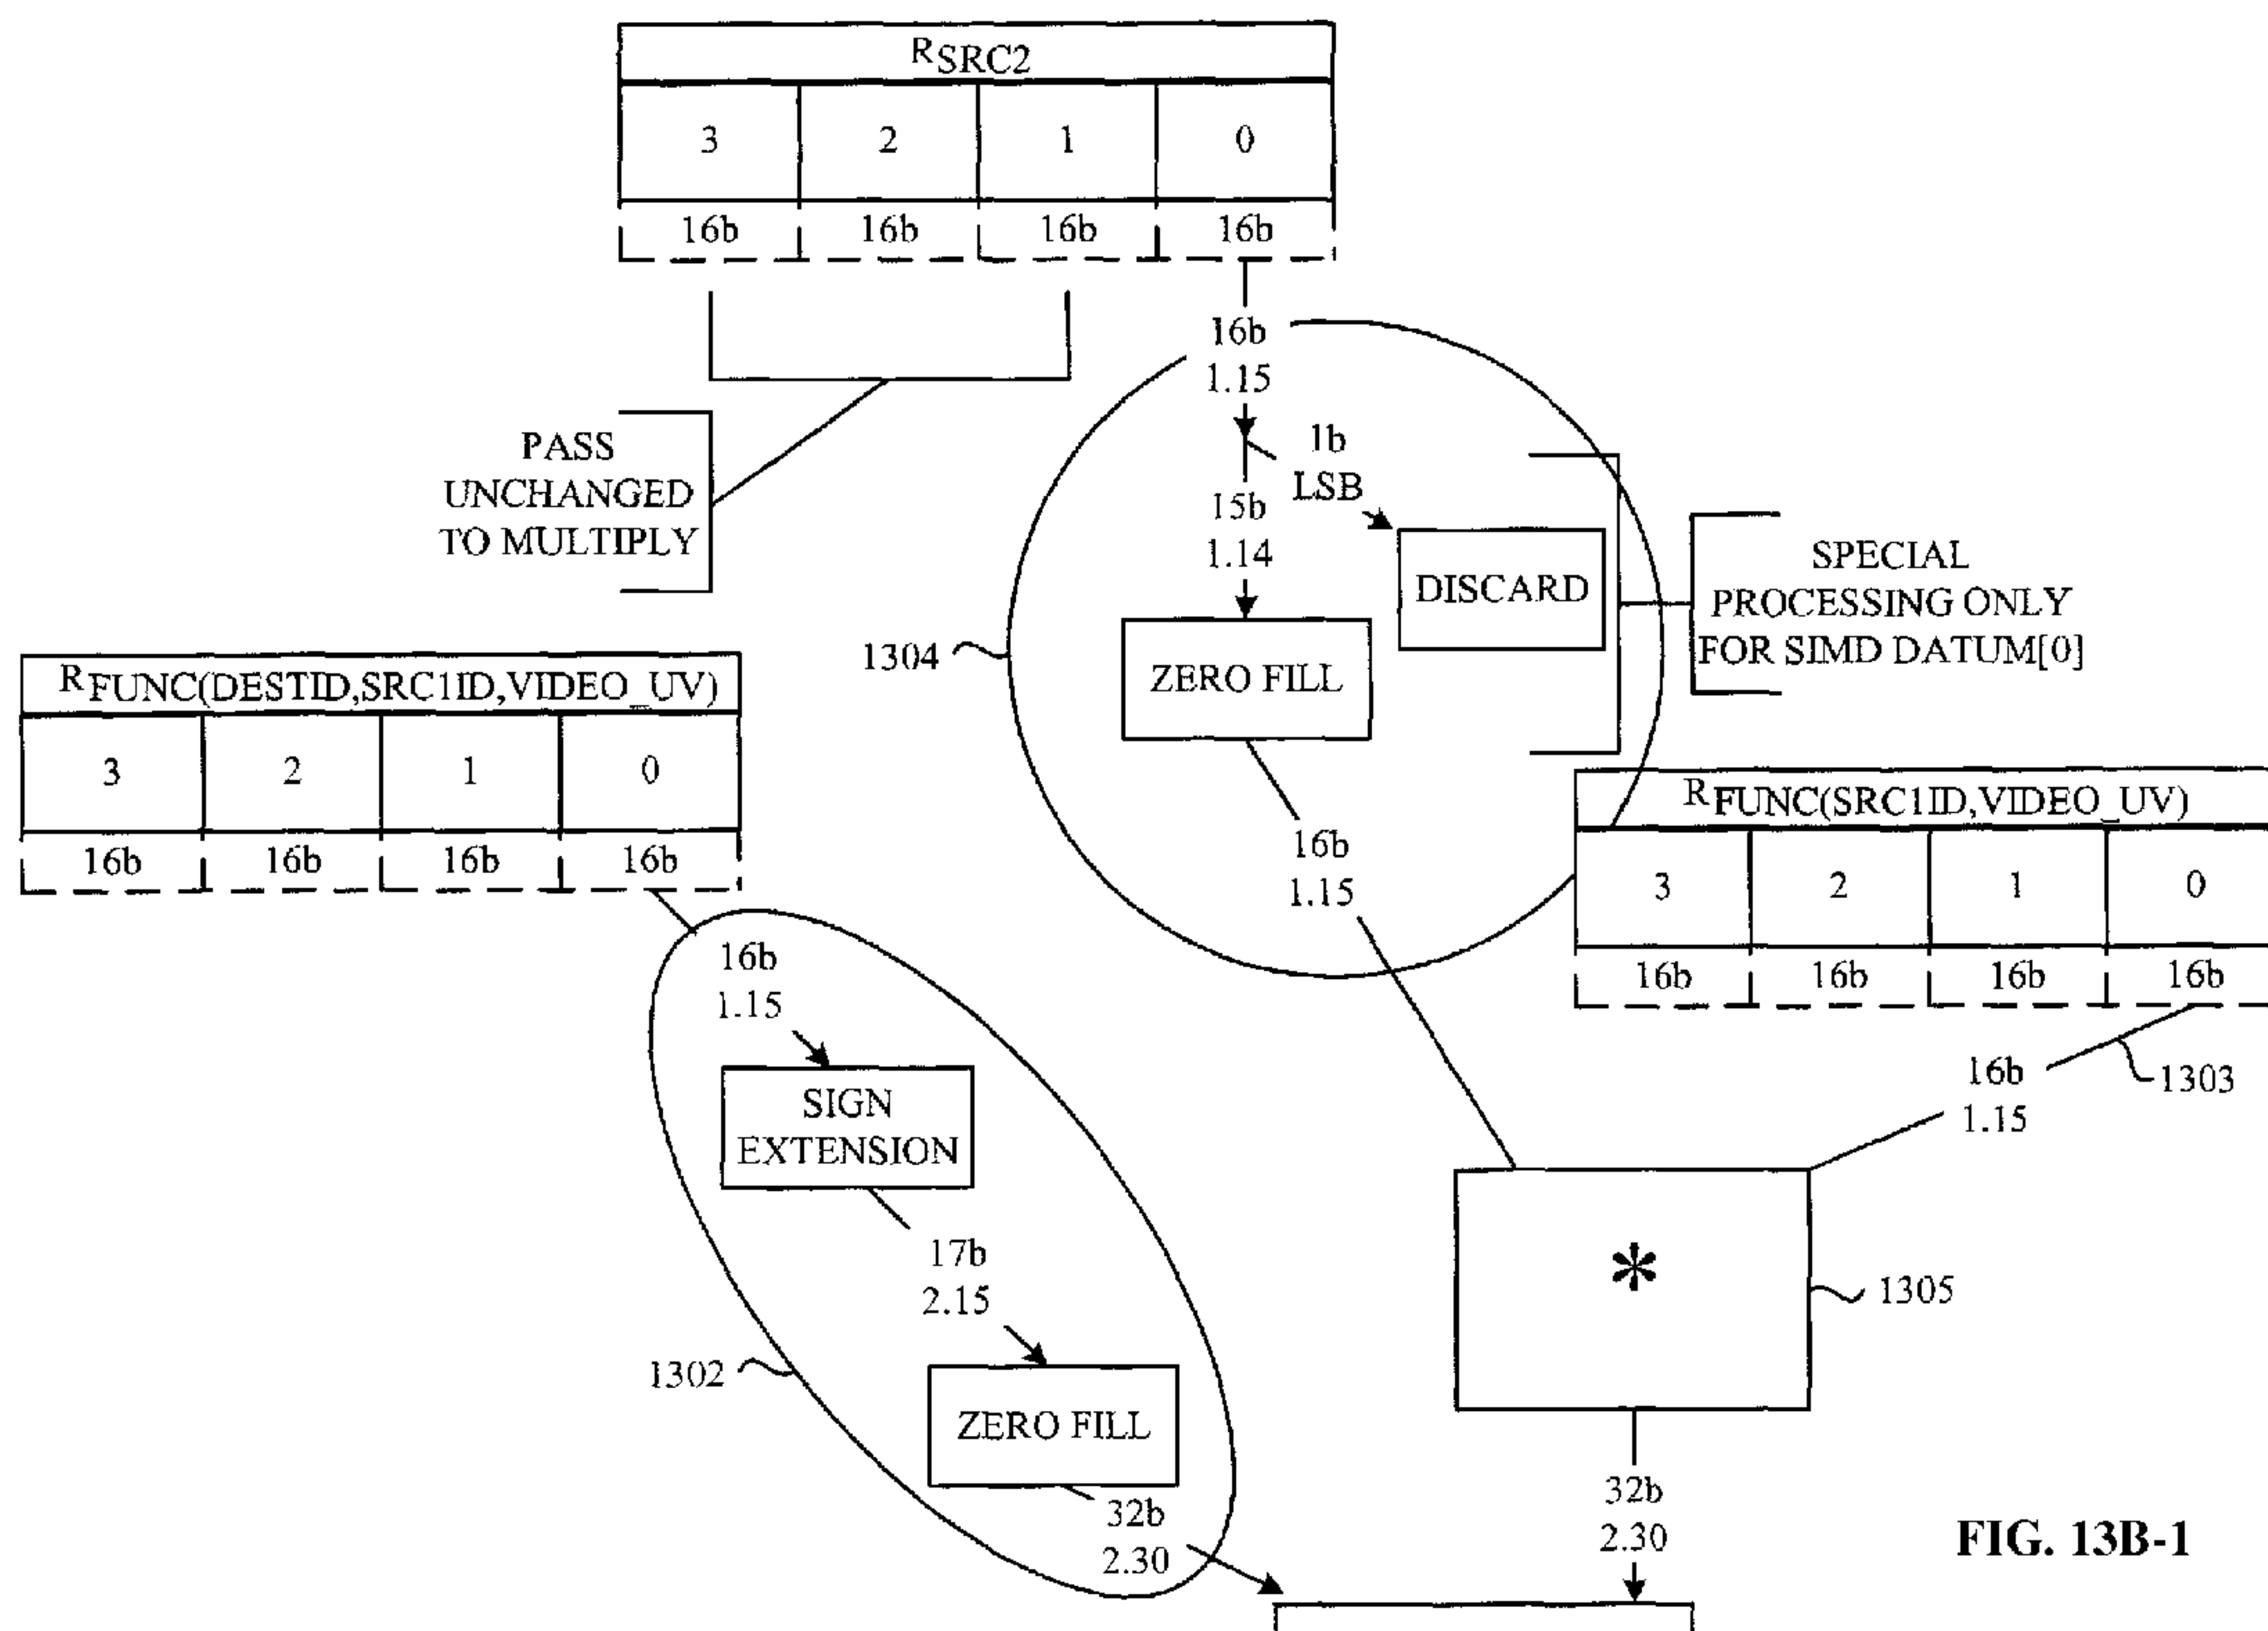 RSRC2
3 2 1 0
16b 16b 16b 16b
16b
1.15
1b
LSB
15b
1.14
DISCARD
ZERO FILL
16b
1.15
1304
SPECIAL
PROCESSING ONLY
FOR SIMD DATUM[0]
PASS
UNCHANGED
TO MULTIPLY
RFUNC(DESTID,SRC1ID,VIDEO_UV)
3 2 1 0
16b 16b 16b 16b
RFUNC(SRC1ID,VIDEO_UV)
3 2 1 0
16b 16b 16b 16b
16b
1.15
1303
16b
1.15
SIGN
EXTENSION
17b
2.15
1302
ZERO FILL
32b
2.30
*
1305
32b
2.30
FIG. 13B-1